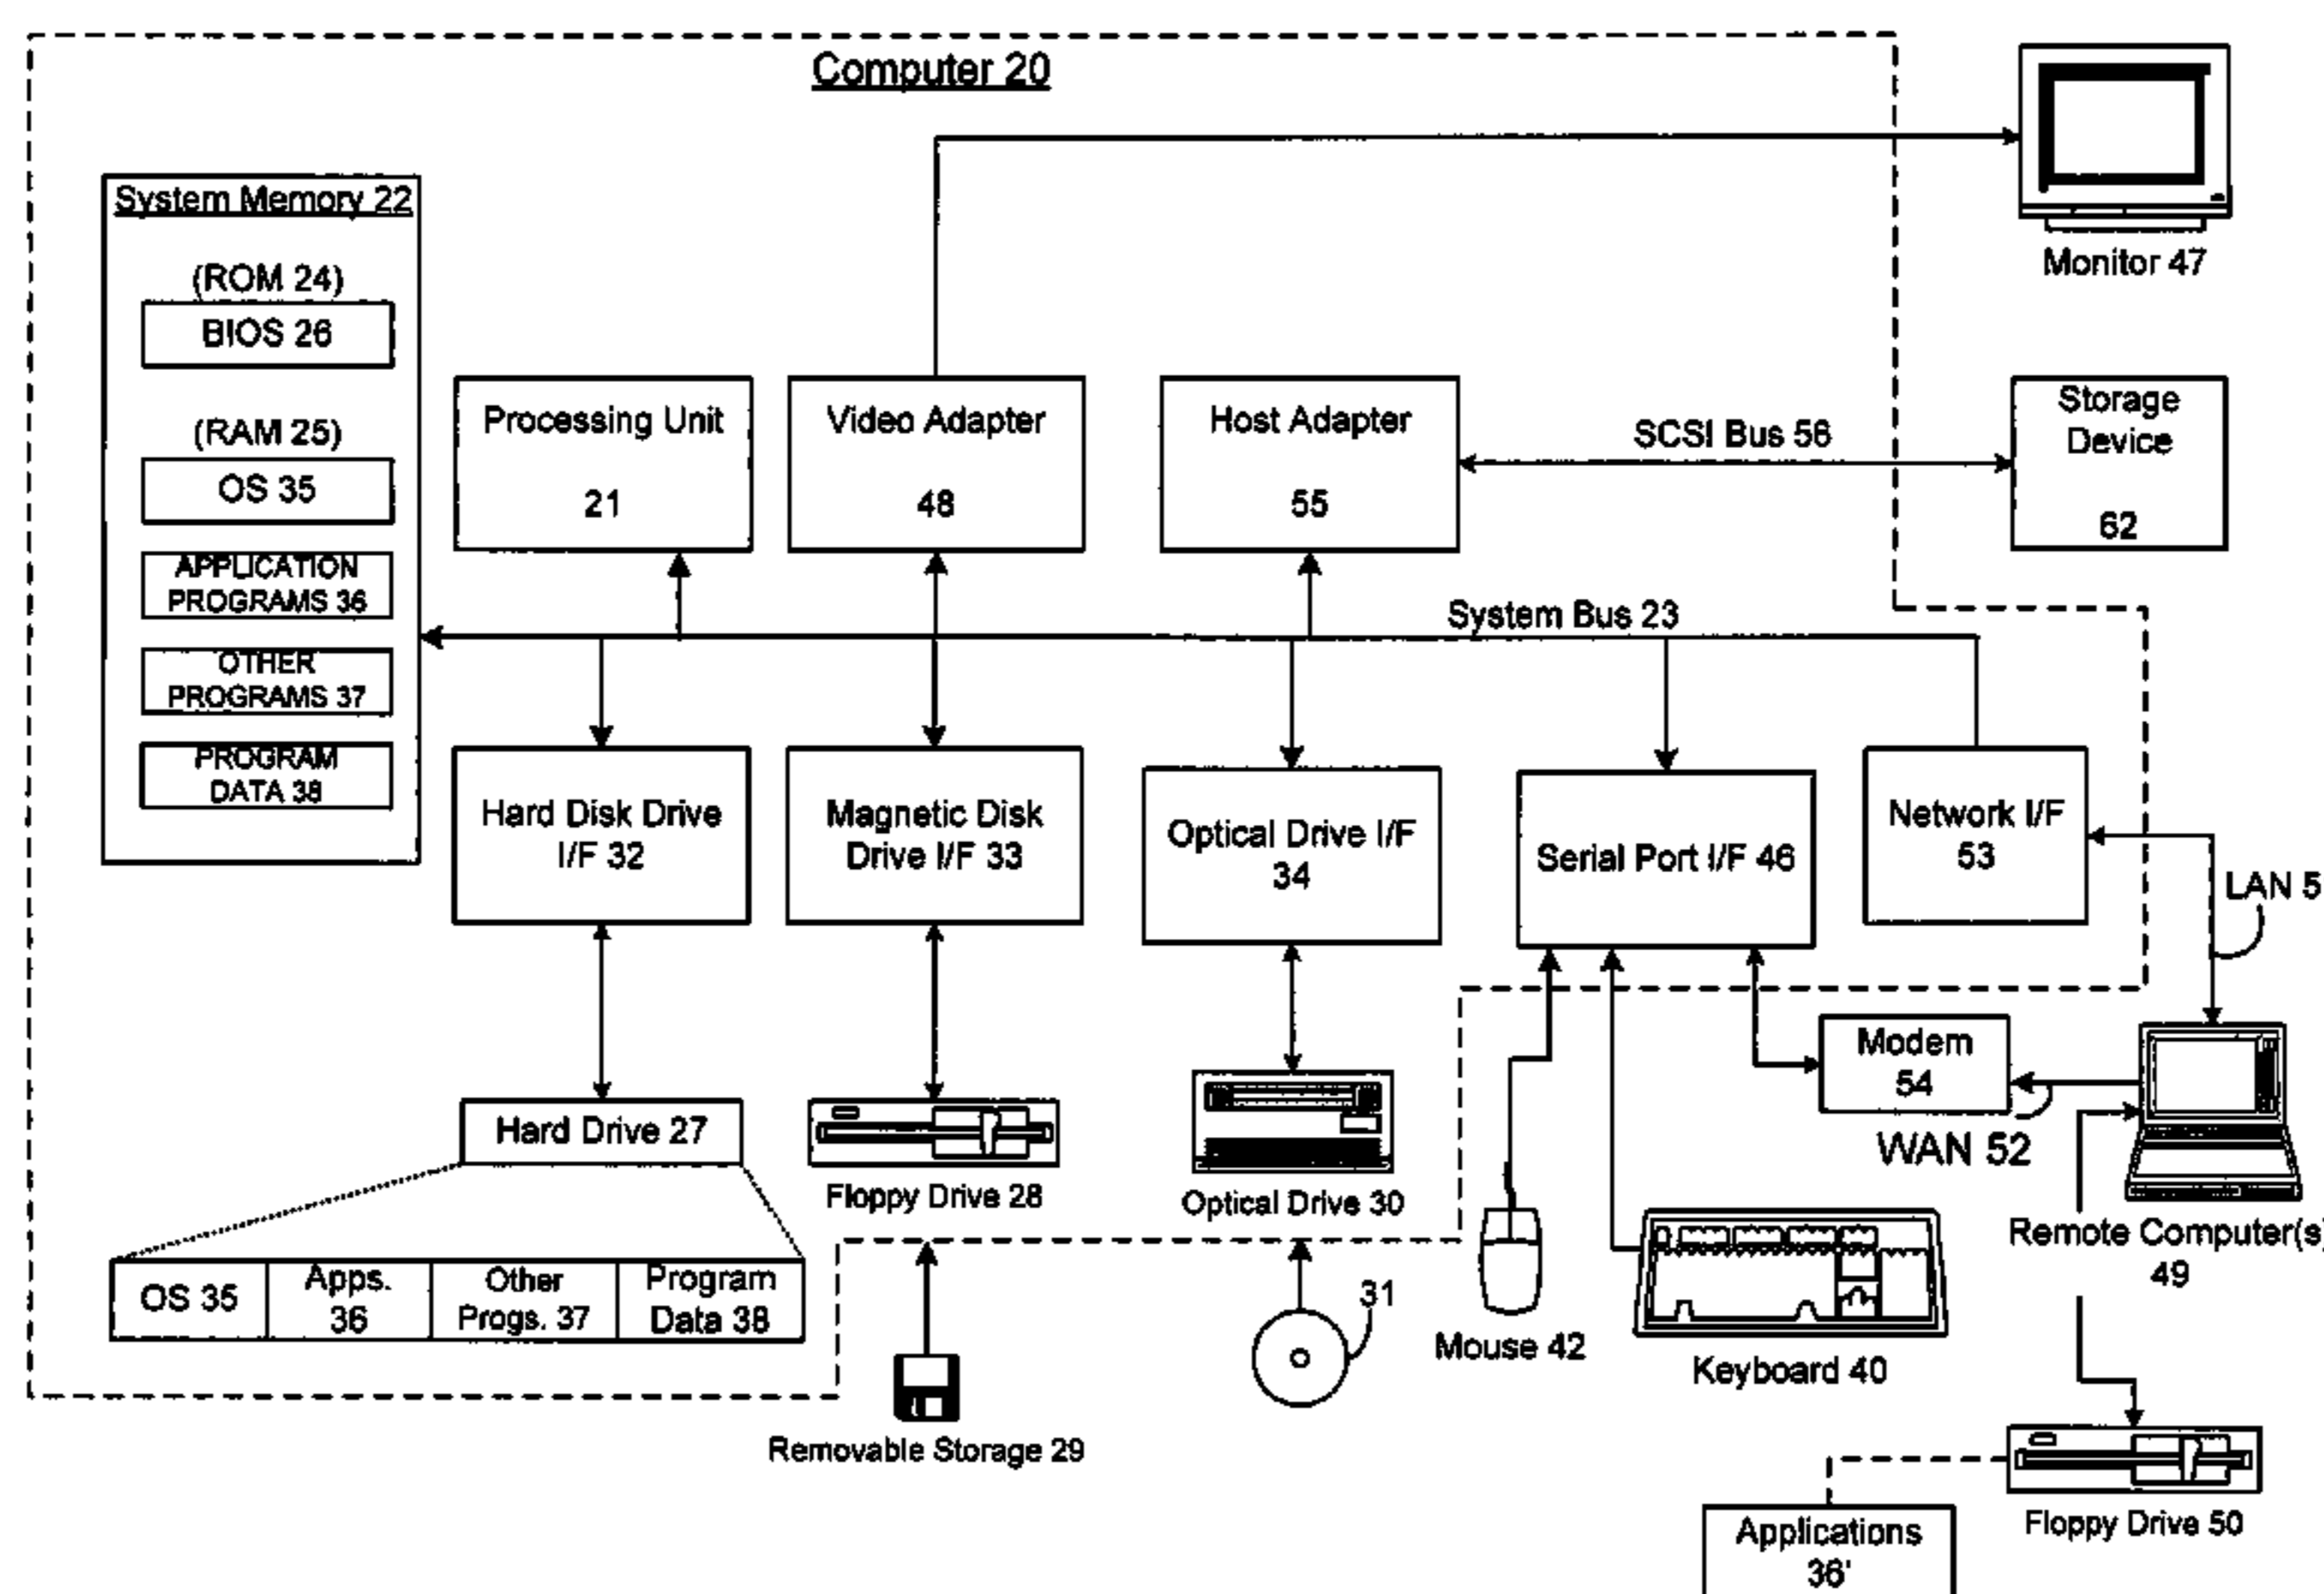 Computer 20
Monitor 47
System Memory 22
(ROM 24)
BIOS 26
(RAM 25)
OS 35
APPLICATION
PROGRAMS 36
OTHER
PROGRAMS 37
PROGRAM
DATA 38
Processing Unit
21
Video Adapter
48
Host Adapter
55
SCSI Bus 56
Storage
Device
62
System Bus 23
Hard Disk Drive
I/F 32
Magnetic Disk
Drive I/F 33
Optical Drive I/F
34
Serial Port I/F 46
Network I/F
53
LAN 5
Modem
54
WAN 52
Hard Drive 27
Floppy Drive 28
Optical Drive 30
Remote Computer(s)
49
OS 35
Apps.
36
Other
Progs. 37
Program
Data 38
31
Mouse 42
Keyboard 40
Removable Storage 29
Floppy Drive 50
Applications
36'